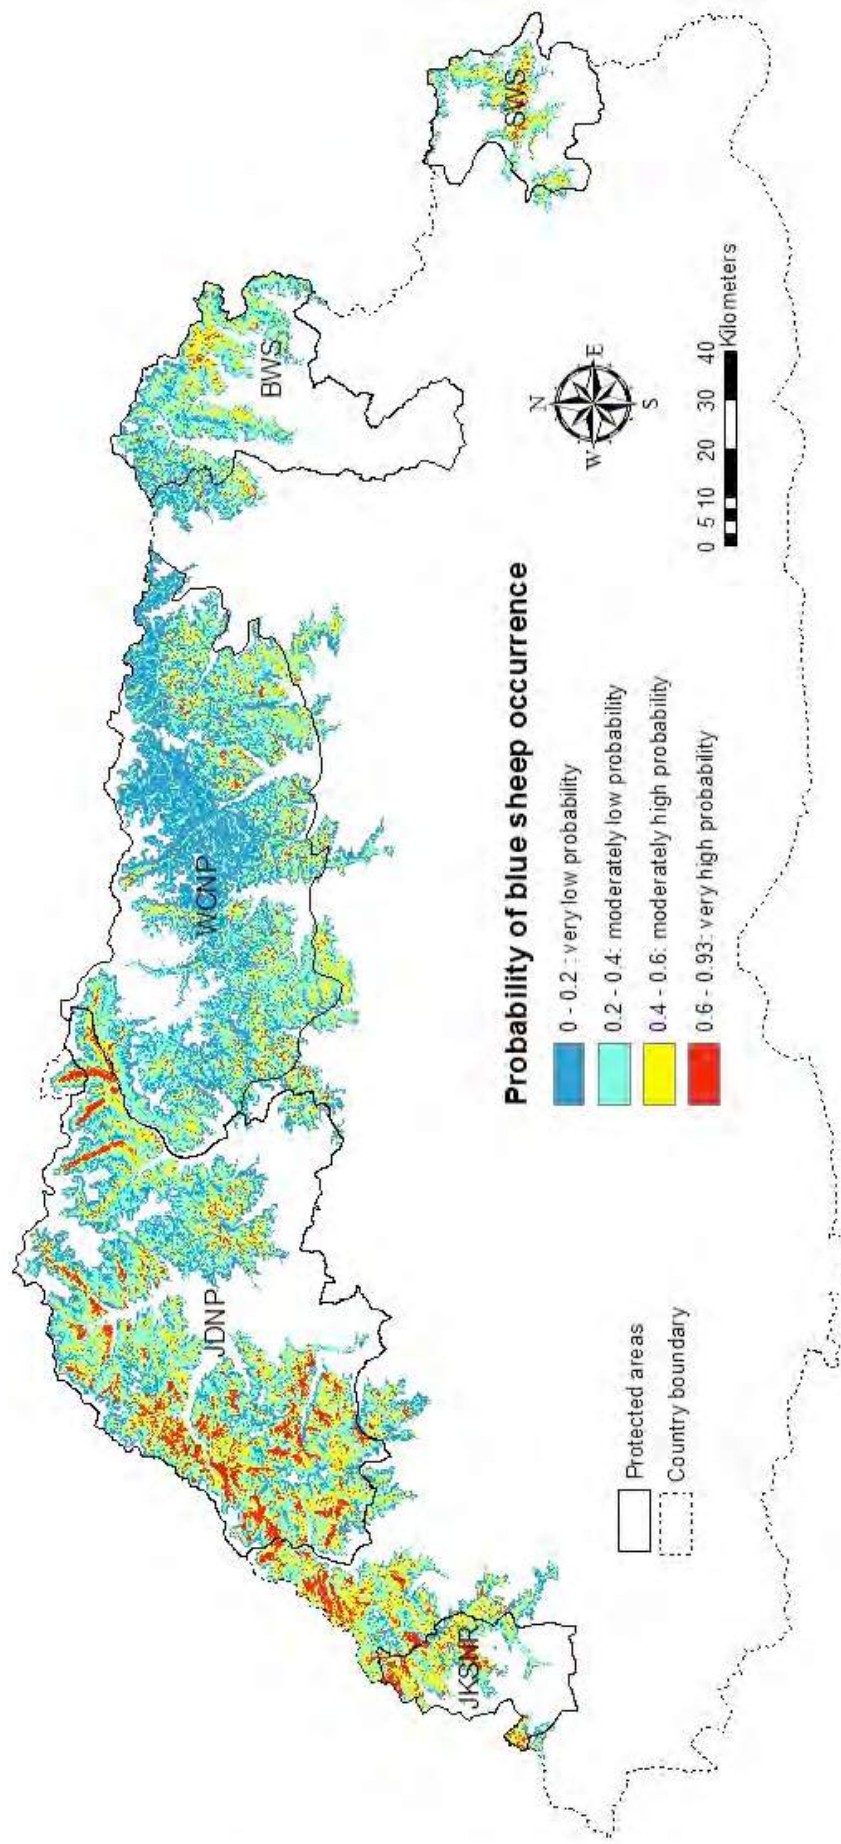 JKSNR
JDNP
WCNP
BWS
SWS
Probability of blue sheep occurrence
0 - 0.2 : very low probability
0.2 - 0.4: moderately low probability
0.4 - 0.6: moderately high probability
0.6 - 0.93: very high probability
Protected areas
Country boundary
N
W E
S
0 5 10 20 30 40
Kilometers